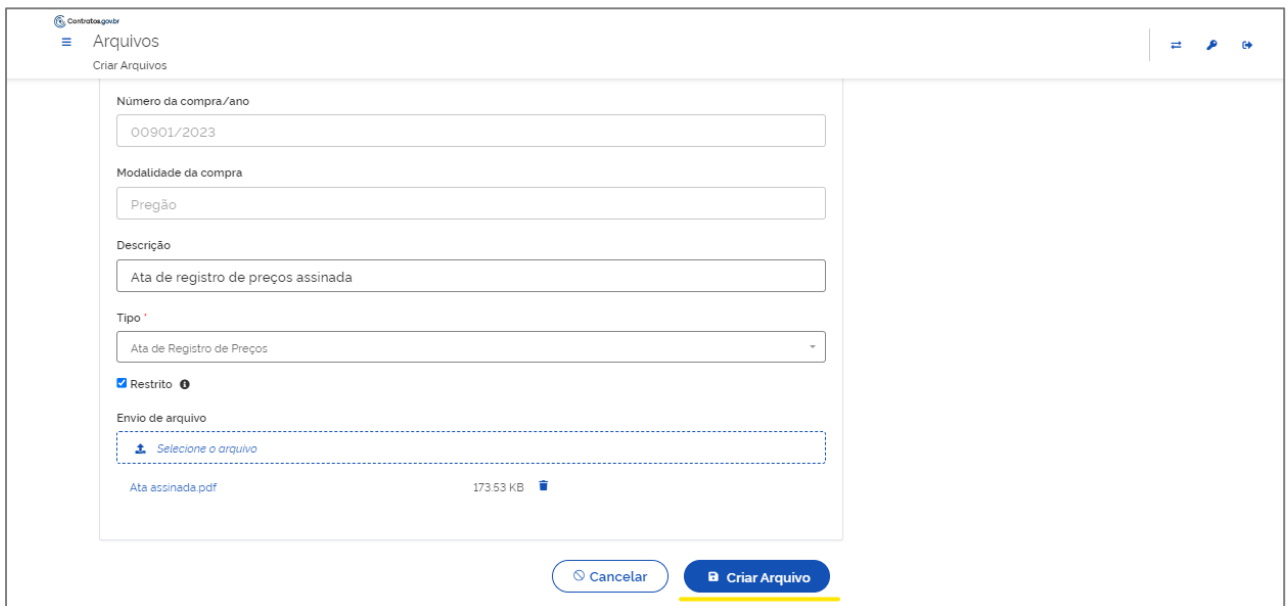 Contratos.gov.br
Arquivos
Criar Arquivos
Número da compra/ano
00901/2023
Modalidade da compra
Pregão
Descrição
Ata de registro de preços assinada
Tipo *
Ata de Registro de Preços
Restrito
Envio de arquivo
Selecione o arquivo
Ata assinada.pdf 173.53 KB
Cancelar Criar Arquivo